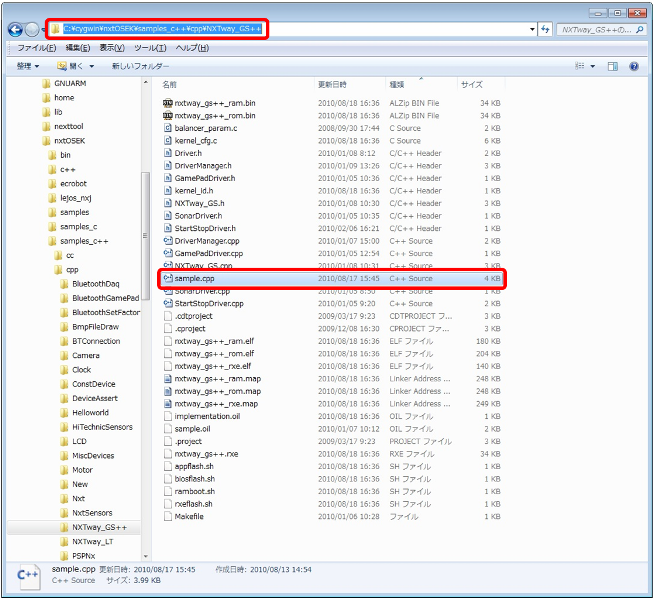 C:¥cygwin¥nxtOSEK¥samples_c++¥cpp¥NXTway_GS++
NXTway_GS++の...
ファイル(F) 編集(E) 表示(V) ツール(T) ヘルプ(H)
整理 開く 新しいフォルダー
GNUARM
home
lib
nexttool
nxtOSEK
bin
c++
ecrobot
lejos_nxj
samples
samples_c
samples_c++
cc
cpp
BluetoothDaq
BluetoothGamePad
BluetoothSetFactor
BmpFileDraw
BTConnection
Camera
Clock
ConstDevice
DeviceAssert
Helloworld
HiTechnicSensors
LCD
MiscDevices
Motor
New
Nxt
NxtSensors
NXTway_GS++
NXTway_LT
PSPNx
名前 更新日時 種類 サイズ
nxtway_gs++_ram.bin 2010/08/18 16:36 ALZip BIN File 34 KB
nxtway_gs++_rom.bin 2010/08/18 16:36 ALZip BIN File 34 KB
balancer_param.c 2008/09/30 17:44 C Source 2 KB
kernel_cfg.c 2010/08/18 16:36 C Source 6 KB
Driver.h 2010/01/08 8:12 C/C++ Header 2 KB
DriverManager.h 2010/01/09 13:26 C/C++ Header 3 KB
GamePadDriver.h 2010/01/05 10:36 C/C++ Header 1 KB
kernel_id.h 2010/08/18 16:36 C/C++ Header 1 KB
NXTway_GS.h 2010/01/08 10:30 C/C++ Header 3 KB
SonarDriver.h 2010/01/05 10:35 C/C++ Header 1 KB
StartStopDriver.h 2010/01/06 16:21 C/C++ Header 1 KB
DriverManager.cpp 2010/01/07 15:00 C++ Source 2 KB
GamePadDriver.cpp 2010/01/05 12:54 C++ Source 1 KB
NXTway_GS.cpp 2010/01/08 10:31 C++ Source 3 KB
sample.cpp 2010/08/17 15:45 C++ Source 4 KB
SonarDriver.cpp 2010/01/05 8:50 C++ Source 1 KB
StartStopDriver.cpp 2010/01/05 9:20 C++ Source 2 KB
.cdtproject 2009/03/17 9:23 CDTPROJECT フ... 3 KB
.cproject 2009/12/08 16:30 CPROJECT ファ... 9 KB
nxtway_gs++_ram.elf 2010/08/18 16:36 ELF ファイル 180 KB
nxtway_gs++_rom.elf 2010/08/18 16:36 ELF ファイル 204 KB
nxtway_gs++_rxe.elf 2010/08/18 16:36 ELF ファイル 140 KB
nxtway_gs++_ram.map 2010/08/18 16:36 Linker Address ... 248 KB
nxtway_gs++_rom.map 2010/08/18 16:36 Linker Address ... 248 KB
nxtway_gs++_rxe.map 2010/08/18 16:36 Linker Address ... 249 KB
implementation.oil 2010/08/18 16:36 OIL ファイル 9 KB
sample.oil 2010/01/07 10:12 OIL ファイル 2 KB
.project 2009/03/17 9:23 PROJECT ファイル 3 KB
nxtway_gs++.rxe 2010/08/18 16:36 RXE ファイル 34 KB
appflash.sh 2010/08/18 16:36 SH ファイル 1 KB
biosflash.sh 2010/08/18 16:36 SH ファイル 1 KB
ramboot.sh 2010/08/18 16:36 SH ファイル 1 KB
rxeflash.sh 2010/08/18 16:36 SH ファイル 1 KB
Makefile 2010/01/06 10:28 ファイル 1 KB
C++
sample.cpp 更新日時: 2010/08/17 15:45 作成日時: 2010/08/13 14:54
C++ Source サイズ: 3.99 KB